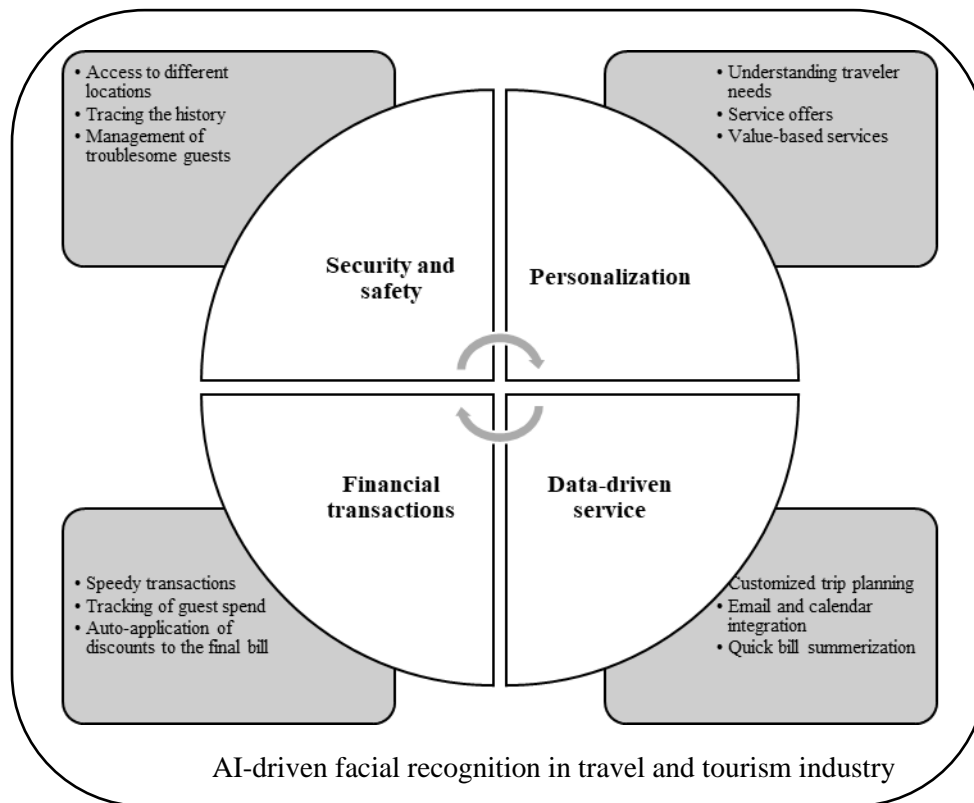 • Access to different
locations
• Tracing the history
• Management of
troublesome guests
• Understanding traveler
needs
• Service offers
• Value-based services
Security and
safety
Personalization
Financial
transactions
Data-driven
service
• Speedy transactions
• Tracking of guest spend
• Auto-application of
discounts to the final bill
• Customized trip planning
• Email and calendar
integration
• Quick bill summerization
AI-driven facial recognition in travel and tourism industry